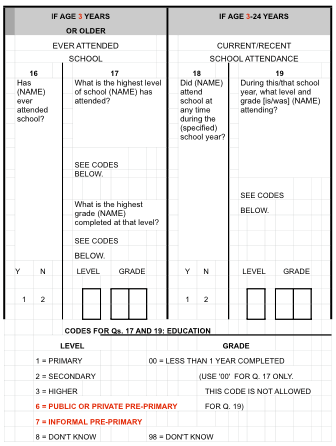 IF AGE 3 YEARS
OR OLDER
IF AGE 3-24 YEARS
EVER ATTENDED
SCHOOL
CURRENT/RECENT
SCHOOL ATTENDANCE
16
Has
(NAME)
ever
attended
school?
17
What is the highest level
of school (NAME) has
attended?
SEE CODES
BELOW.
What is the highest
grade (NAME)
completed at that level?
SEE CODES
BELOW.
18
Did (NAME)
attend
school at
any time
during the
(specified)
school year?
19
During this/that school
year, what level and
grade [is/was] (NAME)
attending?
SEE CODES
BELOW.
Y N LEVEL GRADE Y N LEVEL GRADE
1 2 1 2
CODES FOR Qs. 17 AND 19: EDUCATION
LEVEL GRADE
1 = PRIMARY 00 = LESS THAN 1 YEAR COMPLETED
2 = SECONDARY (USE '00' FOR Q. 17 ONLY.
3 = HIGHER THIS CODE IS NOT ALLOWED
6 = PUBLIC OR PRIVATE PRE-PRIMARY FOR Q. 19)
7 = INFORMAL PRE-PRIMARY
8 = DON'T KNOW 98 = DON'T KNOW